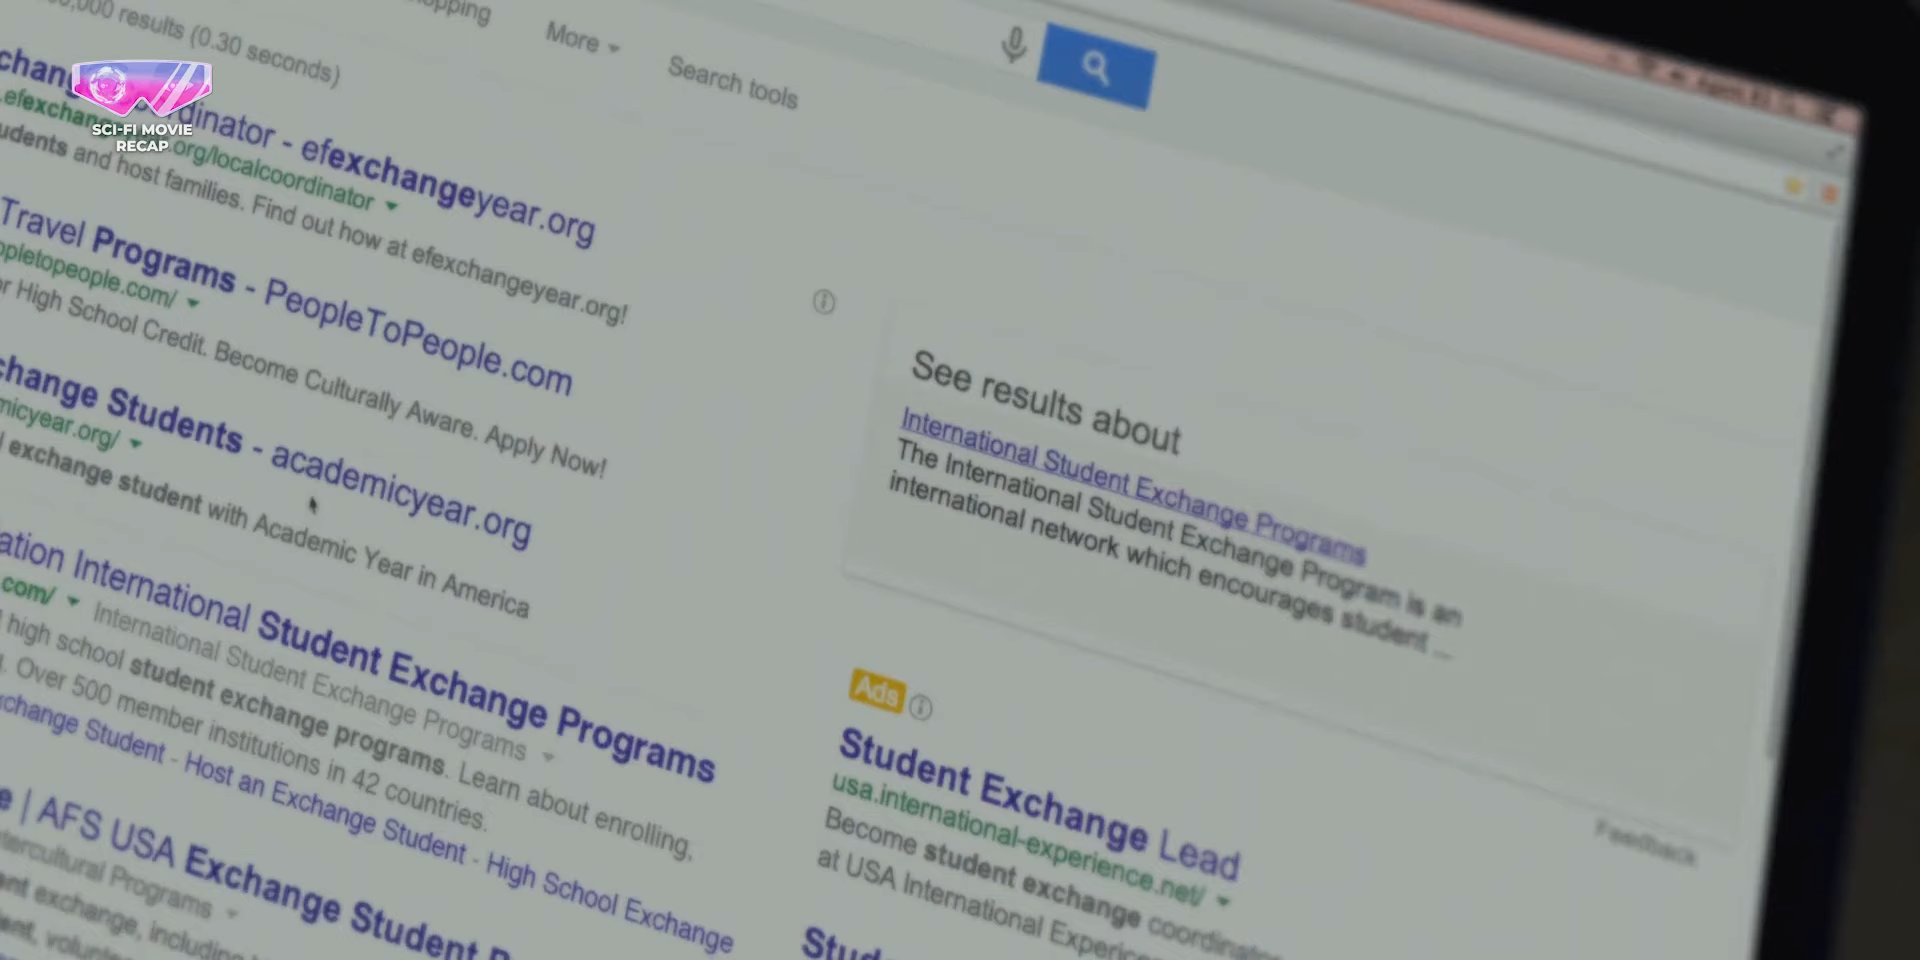 results (0.30 seconds)
More
Search tools
SCI-FI MOVIE
RECAP
- efexchangeyear.org
.org/localcoordinator
and host families. Find out how at efexchangeyear.org!
Travel Programs - PeopleToPeople.com
High School Credit. Become Culturally Aware. Apply Now!
Students - academicyear.org
exchange student with Academic Year in America
International Student Exchange Programs
.com/ International Student Exchange Programs
high school student exchange programs. Learn about enrolling,
Over 500 member institutions in 42 countries.
Student - Host an Exchange Student - High School Exchange
| AFS USA Exchange Student
Programs
exchange, including
See results about
International Student Exchange Programs
The International Student Exchange Program is an
international network which encourages student ...
Feedback
Ads
Student Exchange Lead
usa.international-experience.net/
Become student exchange
at USA International